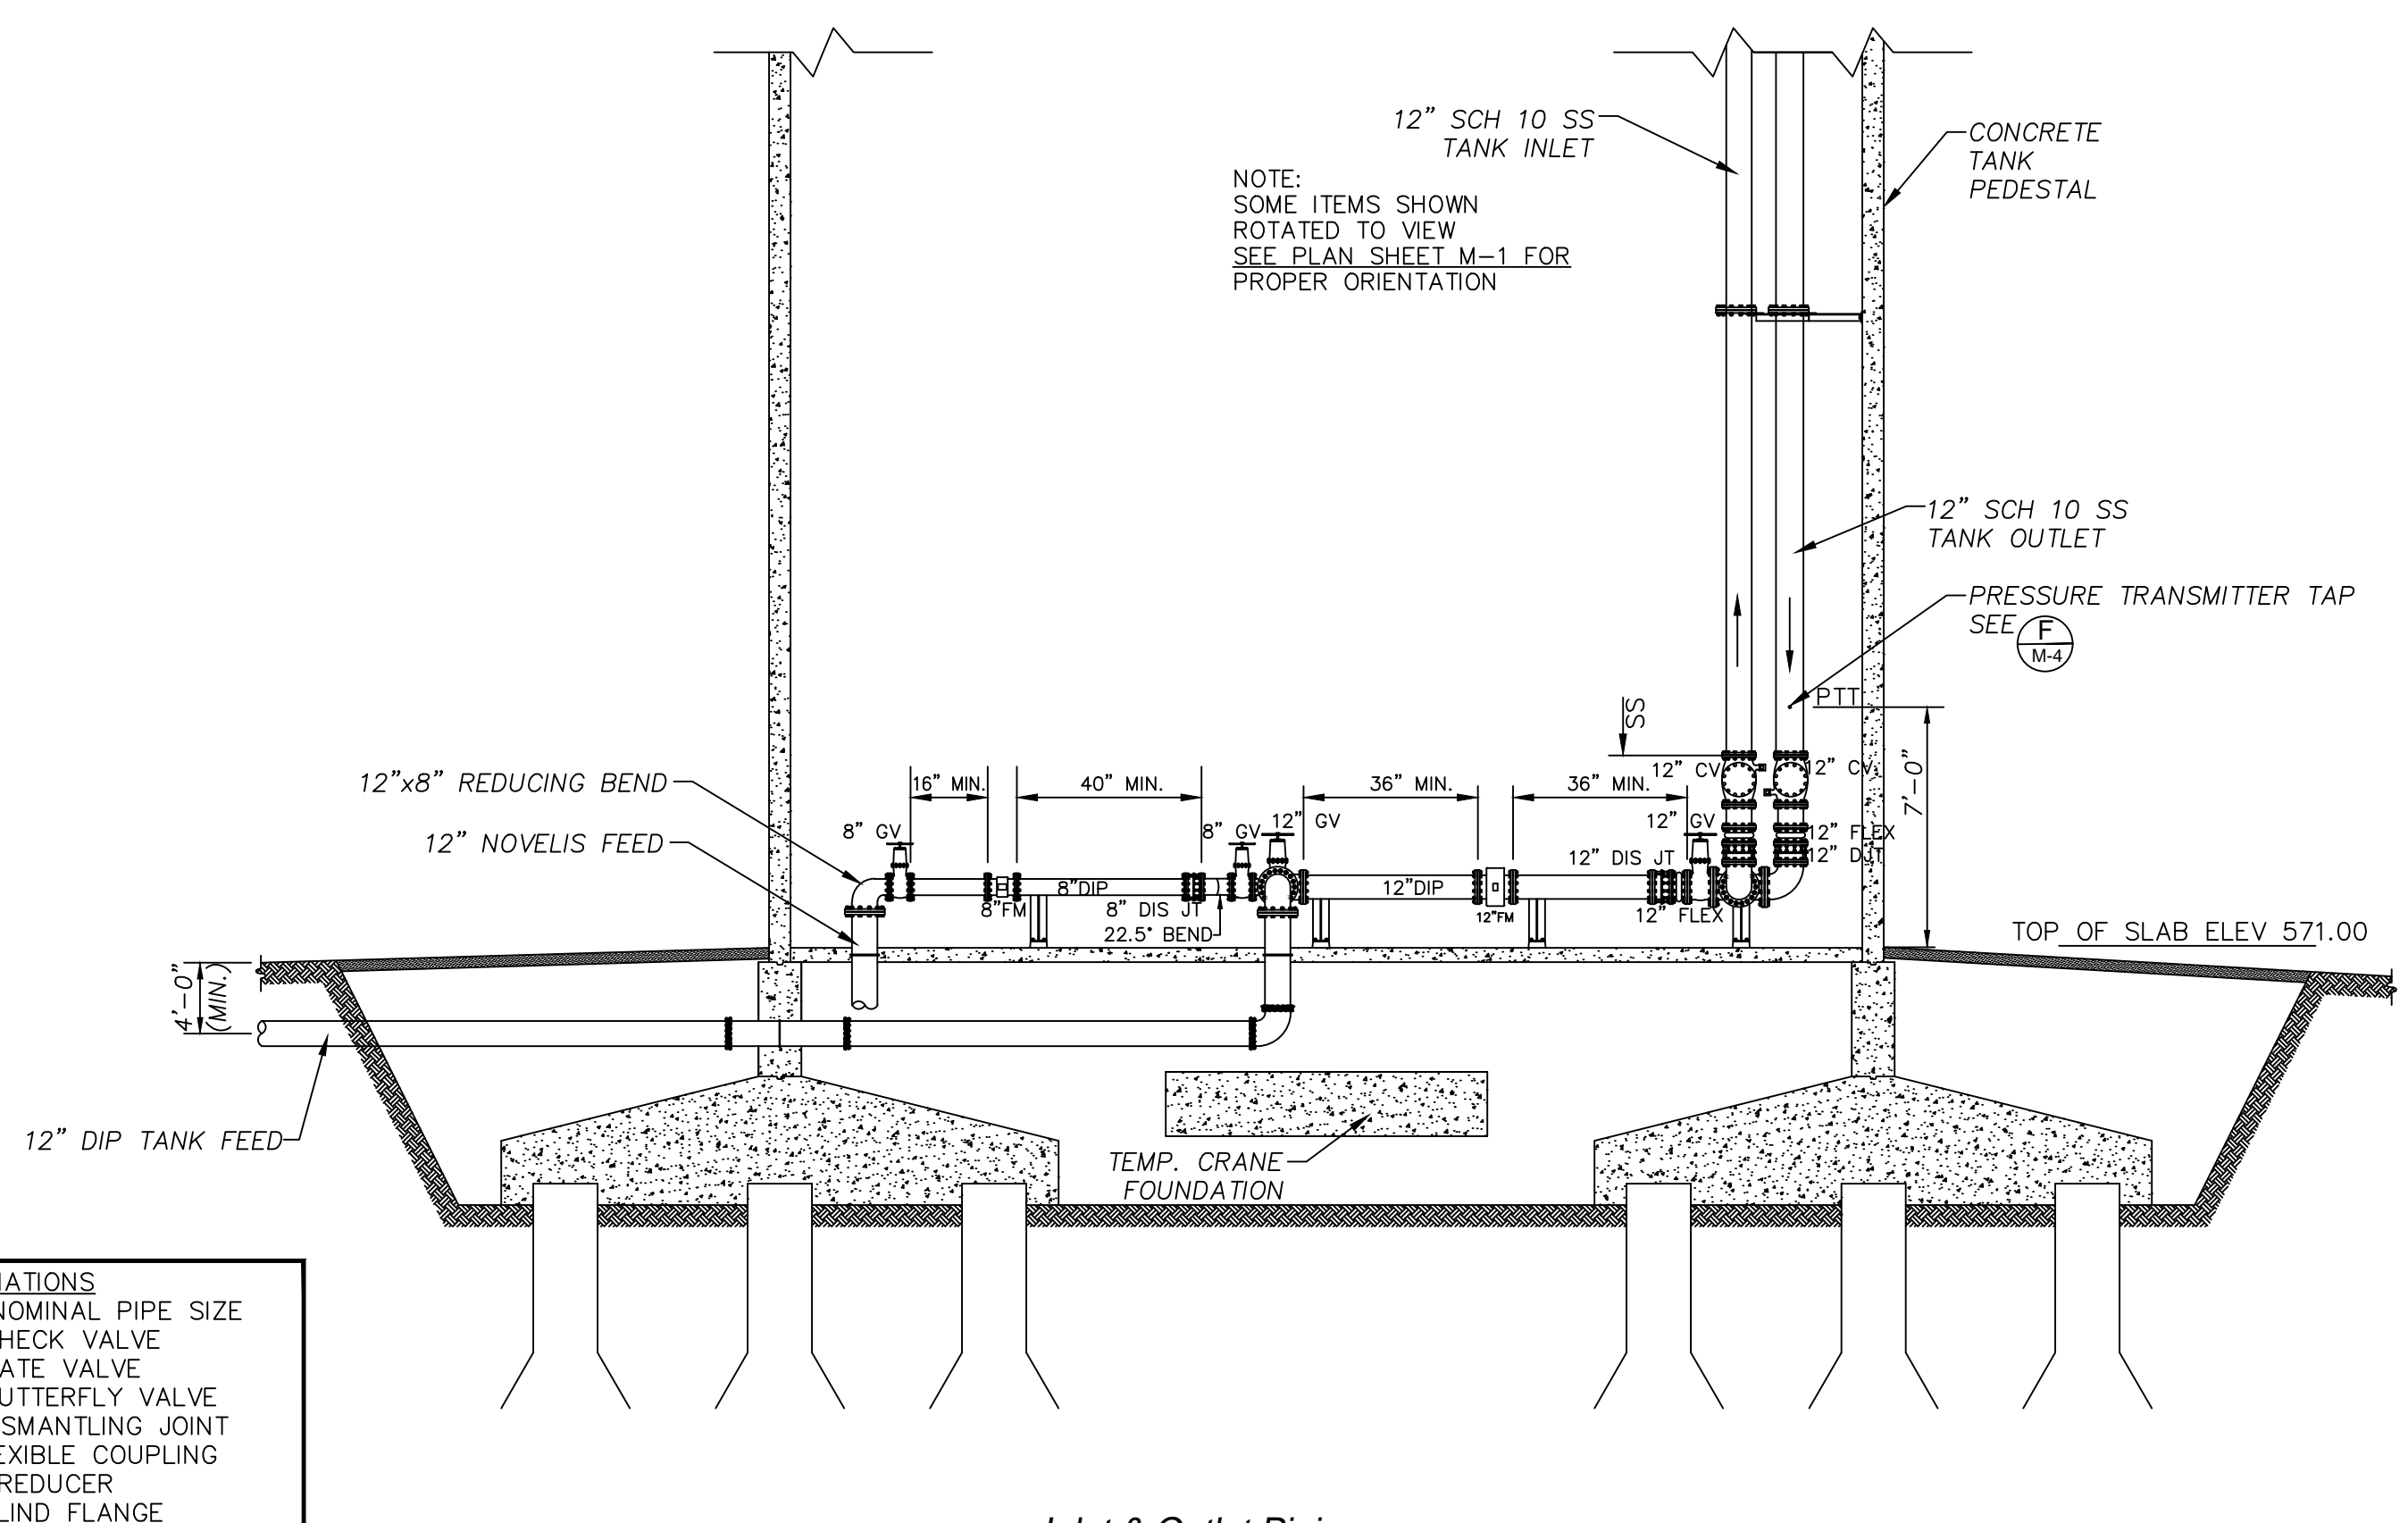 12” SCH 10 SS
TANK INLET
CONCRETE
TANK
PEDESTAL
NOTE:
SOME ITEMS SHOWN
ROTATED TO VIEW
SEE PLAN SHEET M-1 FOR
PROPER ORIENTATION
12” SCH 10 SS
TANK OUTLET
PRESSURE TRANSMITTER TAP
SEE
F
M-4
PTT
SS
7’-0”
12”x8” REDUCING BEND
12” NOVELIS FEED
16” MIN.
40” MIN.
36” MIN.
36” MIN.
12” CV
12” CV
8” GV
8” GV
12” GV
12” GV
12” FLEX
12” DJT
12” DIS JT
8”DIP
12”DIP
8”FM
8” DIS JT
12”FM
12” FLEX
22.5° BEND
TOP OF SLAB ELEV 571.00
4’-0”
(MIN.)
12” DIP TANK FEED
TEMP. CRANE
FOUNDATION
NOMINAL PIPE SIZE
VALVE
VALVE
VALVE
JOINT
COUPLING
REDUCER
FLANGE